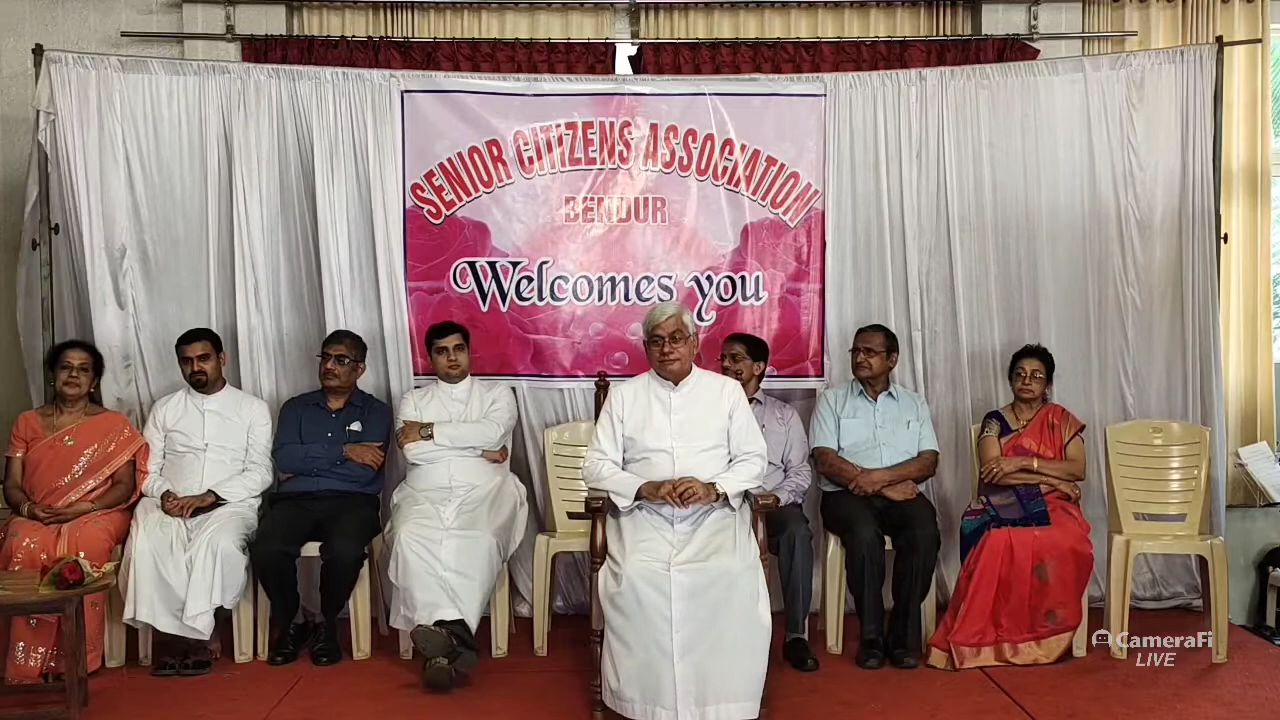 SENIOR CITIZENS ASSOCIATION
BENDUR
Welcomes you
CameraFi
LIVE